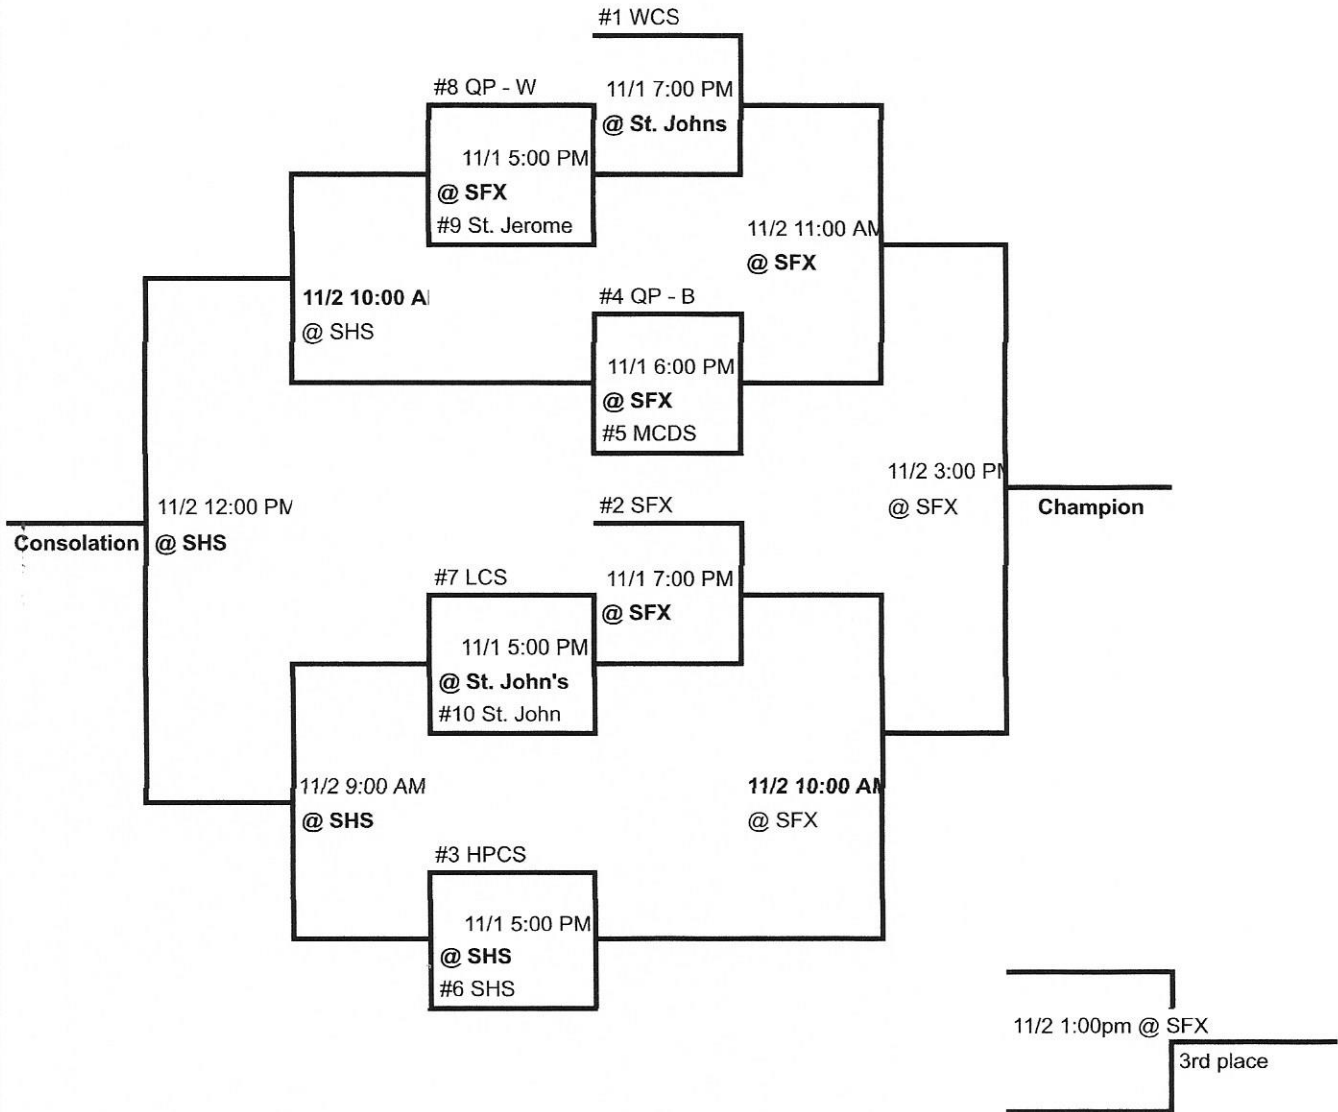 #1 WCS
11/1 7:00 PM
@ St. Johns
#8 QP - W
11/1 5:00 PM
@ SFX
#9 St. Jerome
11/2 11:00 AM
@ SFX
11/2 10:00 A
@ SHS
#4 QP - B
11/1 6:00 PM
@ SFX
#5 MCDS
11/2 3:00 PM
@ SFX
Champion
11/2 12:00 PM
Consolation
@ SHS
#2 SFX
11/1 7:00 PM
@ SFX
#7 LCS
11/1 5:00 PM
@ St. John's
#10 St. John
11/2 9:00 AM
@ SHS
11/2 10:00 AM
@ SFX
#3 HPCS
11/1 5:00 PM
@ SHS
#6 SHS
11/2 1:00pm @ SFX
3rd place